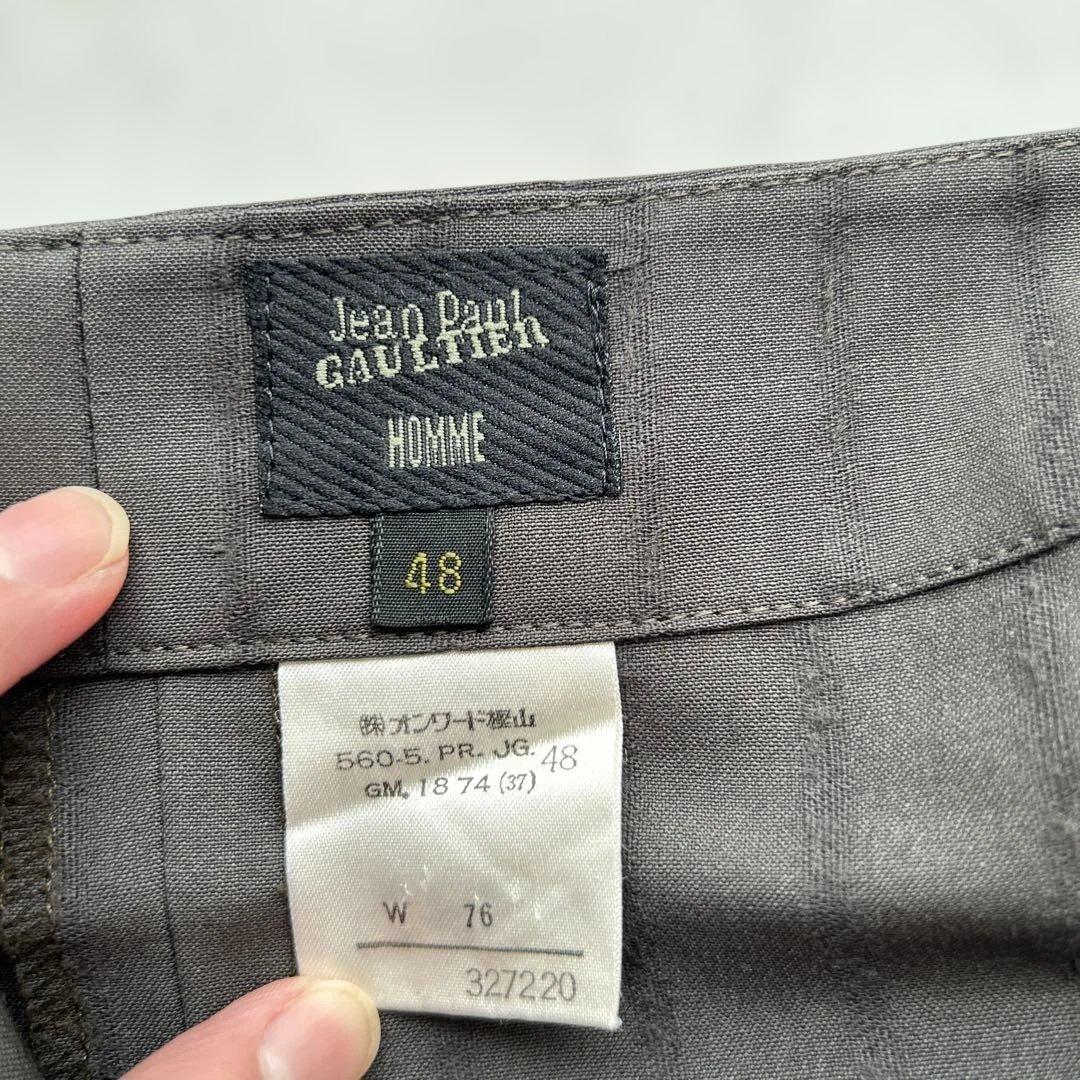 Jean Paul
GAULTIER
HOMME
48
㈱オンワード樫山
560-5. PR. JG. 48
GM. 18 74 (37)
W 76
327220